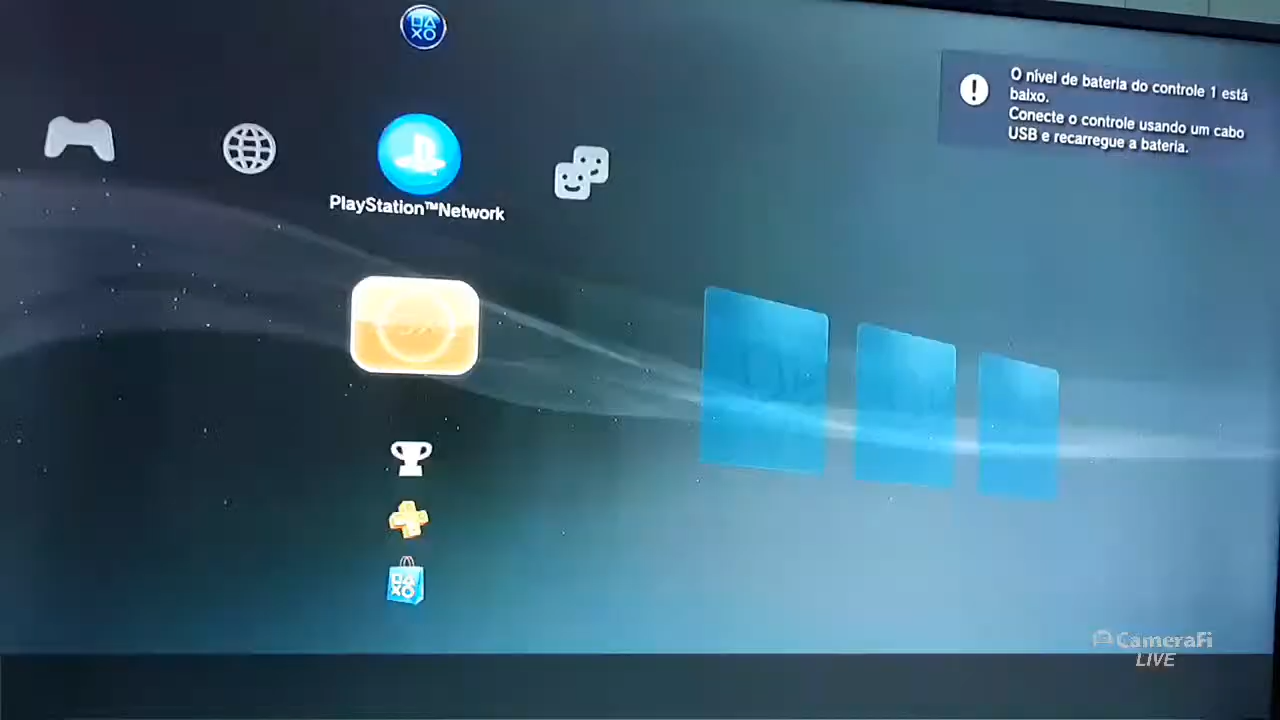 O nível de bateria do controle 1 está
baixo.
Conecte o controle usando um cabo
USB e recarregue a bateria.
PlayStation™Network
CameraFi
LIVE